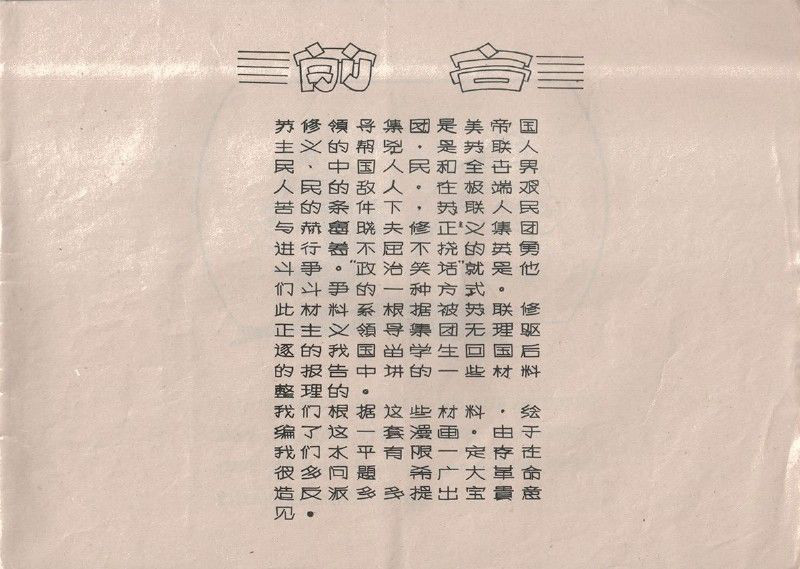 前言
苏修領导集团是美帝国
主义的帮兇，是苏联人
民、中国人民和全世界
人民的敌人。在极端艰
苦的条件下，苏联人民
与赫鲁晓夫修正义集团
进行着不屈不挠的英勇
斗争。"政治笑话"就是他
们斗争的一种方式。
此材料系根据被苏联修
正主义領导集团无理驱
逐的我国留学生回国后
的报告中讲的一些材料
整理的。
我们根据这些材料，绘
编了这一套漫画。由于
我们水平有限一定存在
很多问题 希广大革命
造反派多多提出宝貴意
见。